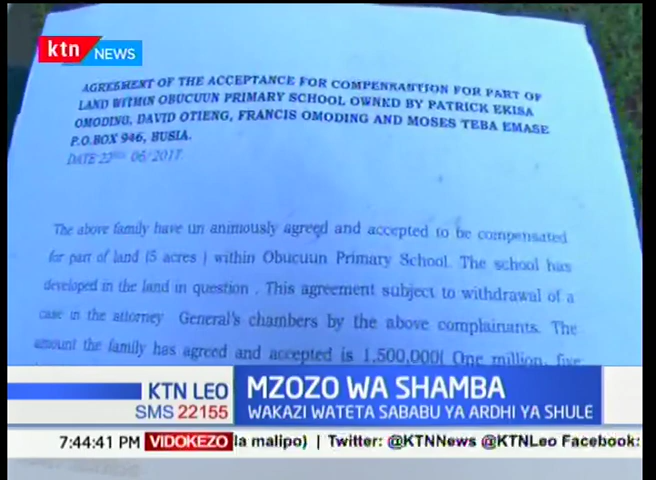 ktn NEWS
AGREEMENT OF THE ACCEPTANCE FOR COMPENSANTION FOR PART OF
LAND WITHIN OBUCUUN PRIMARY SCHOOL OWNED BY PATRICK EKISA
OMODING, DAVID OTIENG, FRANCIS OMODING AND MOSES TEBA EMASE
P.O.BOX 946, BUSIA.
DATE 22ND 06/2017
The above family have un animously agreed and accepted to be compensated
for part of land (5 acres ) within Obucuun Primary School. The school has
developed in the land in question . This agreement subject to withdrawal of a
case in the attorney General's chambers by the above complainants. The
amount the family has agreed and accepted is 1,500,000( One million, five
KTN LEO
SMS 22155
MZOZO WA SHAMBA
WAKAZI WATETA SABABU YA ARDHI YA SHULE
7:44:41 PM VIDOKEZO la malipo) | Twitter: @KTNNews @KTNLeo Facebook: